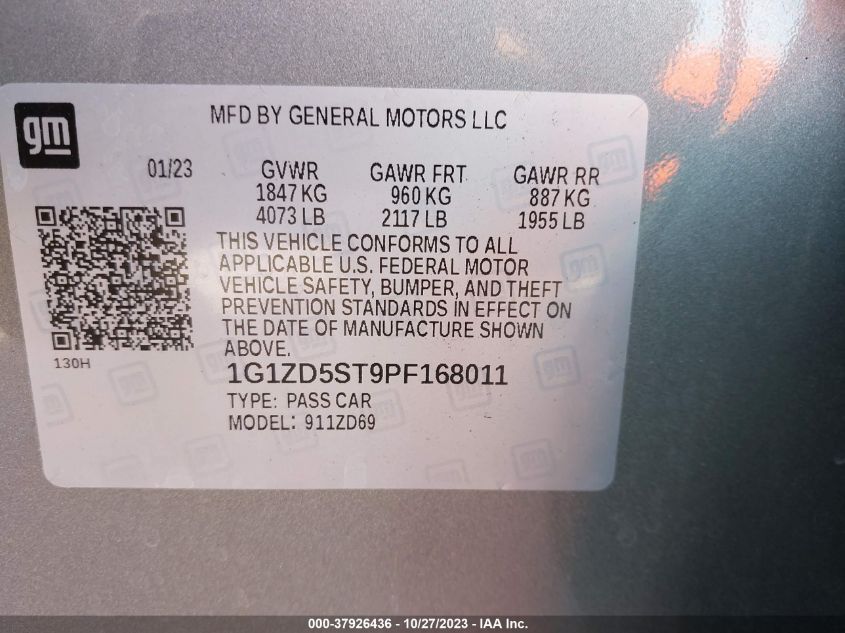 gm
MFD BY GENERAL MOTORS LLC
01/23 GVWR GAWR FRT GAWR RR
1847 KG 960 KG 887 KG
4073 LB 2117 LB 1955 LB
THIS VEHICLE CONFORMS TO ALL
APPLICABLE U.S. FEDERAL MOTOR
VEHICLE SAFETY, BUMPER, AND THEFT
PREVENTION STANDARDS IN EFFECT ON
THE DATE OF MANUFACTURE SHOWN
ABOVE.
130H
1G1ZD5ST9PF168011
TYPE: PASS CAR
MODEL: 911ZD69
000-37926436 - 10/27/2023 - IAA Inc.